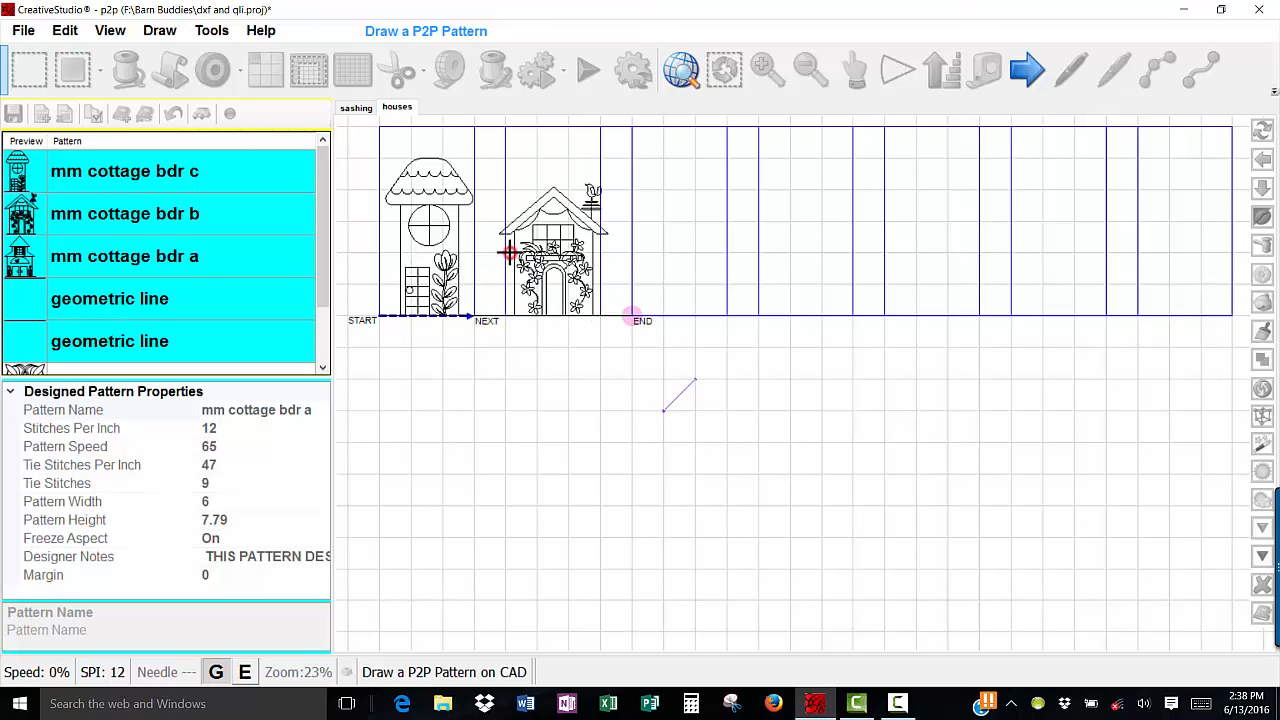 CreativeStudio® - p2p (F:\Barn Buddies\dxf and qli.proj)*
File Edit View Draw Tools Help Draw a P2P Pattern
sashing houses
Preview Pattern
mm cottage bdr c
mm cottage bdr b
mm cottage bdr a
geometric line
geometric line
START NEXT END
Designed Pattern Properties
Pattern Name mm cottage bdr a
Stitches Per Inch 12
Pattern Speed 65
Tie Stitches Per Inch 47
Tie Stitches 9
Pattern Width 6
Pattern Height 7.79
Freeze Aspect On
Designer Notes THIS PATTERN DES
Margin 0
Pattern Name
Pattern Name
Speed: 0% SPI: 12 Needle --- G E Zoom:23% Draw a P2P Pattern on CAD
Search the web and Windows
2:38 PM
6/13/2016